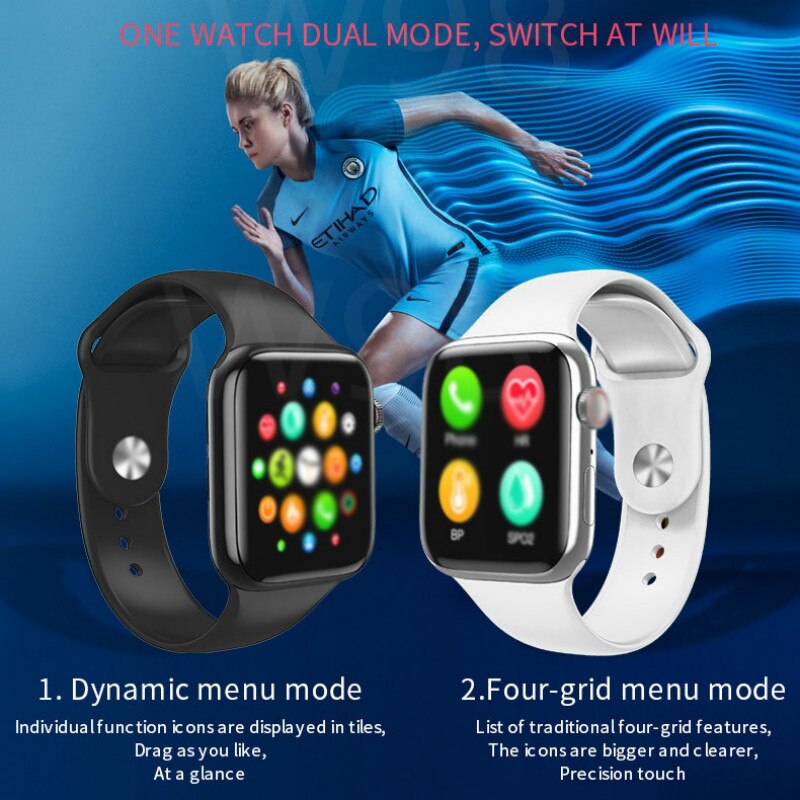 ONE WATCH DUAL MODE, SWITCH AT WILL
W98
ETIHAD
AIRWAYS
Phone
HR
BP
SPO2
1. Dynamic menu mode
Individual function icons are displayed in tiles,
Drag as you like,
At a glance
2.Four-grid menu mode
List of traditional four-grid features,
The icons are bigger and clearer,
Precision touch